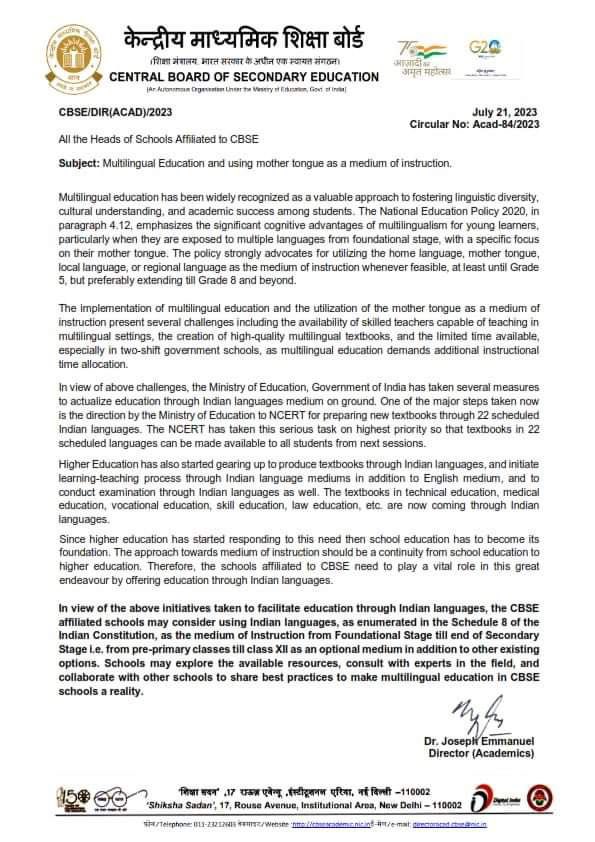 केन्द्रीय माध्यमिक शिक्षा बोर्ड
(शिक्षा मंत्रालय, भारत सरकार के अधीन एक स्वायत्त संगठन)
CENTRAL BOARD OF SECONDARY EDUCATION
(An Autonomous Organisation Under the Ministry of Education, Govt. of India)
आज़ादी का
अमृत महोत्सव
G20
CBSE/DIR(ACAD)/2023
July 21, 2023
Circular No: Acad-84/2023
All the Heads of Schools Affiliated to CBSE
Subject: Multilingual Education and using mother tongue as a medium of instruction.
Multilingual education has been widely recognized as a valuable approach to fostering linguistic diversity,
cultural understanding, and academic success among students. The National Education Policy 2020, in
paragraph 4.12, emphasizes the significant cognitive advantages of multilingualism for young learners,
particularly when they are exposed to multiple languages from foundational stage, with a specific focus
on their mother tongue. The policy strongly advocates for utilizing the home language, mother tongue,
local language, or regional language as the medium of instruction whenever feasible, at least until Grade
5, but preferably extending till Grade 8 and beyond.
The implementation of multilingual education and the utilization of the mother tongue as a medium of
instruction present several challenges including the availability of skilled teachers capable of teaching in
multilingual settings, the creation of high-quality multilingual textbooks, and the limited time available,
especially in two-shift government schools, as multilingual education demands additional instructional
time allocation.
In view of above challenges, the Ministry of Education, Government of India has taken several measures
to actualize education through Indian languages medium on ground. One of the major steps taken now
is the direction by the Ministry of Education to NCERT for preparing new textbooks through 22 scheduled
Indian languages. The NCERT has taken this serious task on highest priority so that textbooks in 22
scheduled languages can be made available to all students from next sessions.
Higher Education has also started gearing up to produce textbooks through Indian languages, and initiate
learning-teaching process through Indian language mediums in addition to English medium, and to
conduct examination through Indian languages as well. The textbooks in technical education, medical
education, vocational education, skill education, law education, etc. are now coming through Indian
languages.
Since higher education has started responding to this need then school education has to become its
foundation. The approach towards medium of instruction should be a continuity from school education to
higher education. Therefore, the schools affiliated to CBSE need to play a vital role in this great
endeavour by offering education through Indian languages.
In view of the above initiatives taken to facilitate education through Indian languages, the CBSE
affiliated schools may consider using Indian languages, as enumerated in the Schedule 8 of
the Indian Constitution, as the medium of Instruction from Foundational Stage till end of Secondary
Stage i.e. from pre-primary classes till class XII as an optional medium in addition to other existing
options. Schools may explore the available resources, consult with experts in the field, and
collaborate with other schools to share best practices to make multilingual education in CBSE
schools a reality.
Dr. Joseph Emmanuel
Director (Academics)
'शिक्षा सदन' ,17 राऊज़ एवेन्यू ,इंस्टीटूशनल एरिया, नई दिल्ली –110002
'Shiksha Sadan', 17, Rouse Avenue, Institutional Area, New Delhi – 110002
Digital India
फ़ोन/Telephone: 011-23212603 वेबसाइट/Website :http://cbseacademic.nic.in ई-मेल/e-mail: directoracad.cbse@nic.in